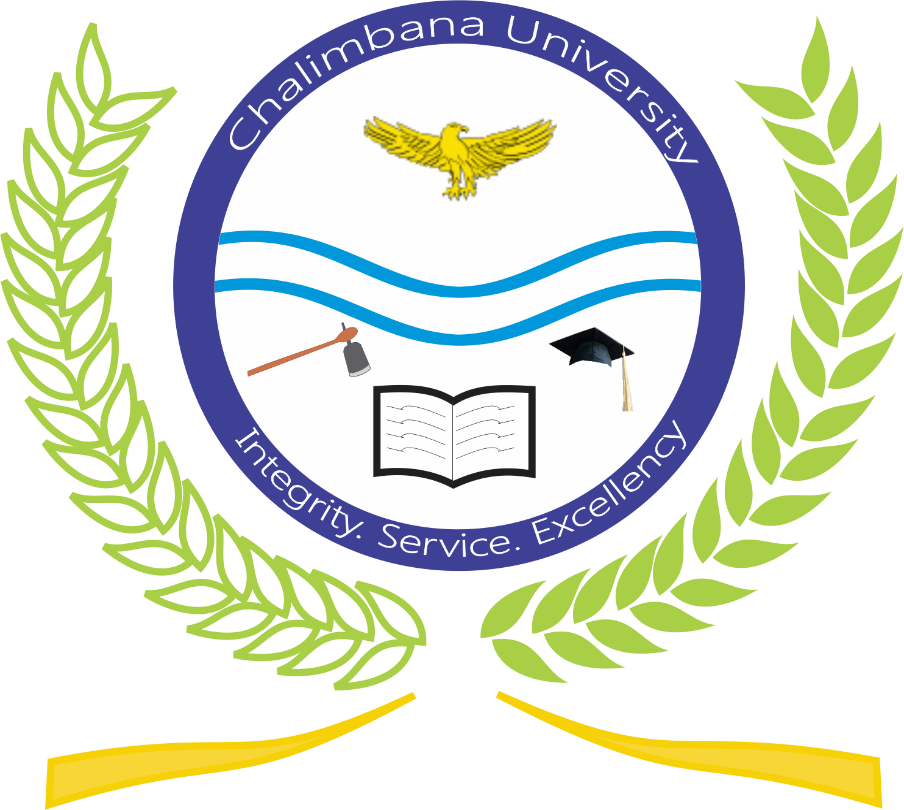 Chalimbana University
Integrity. Service. Excellency